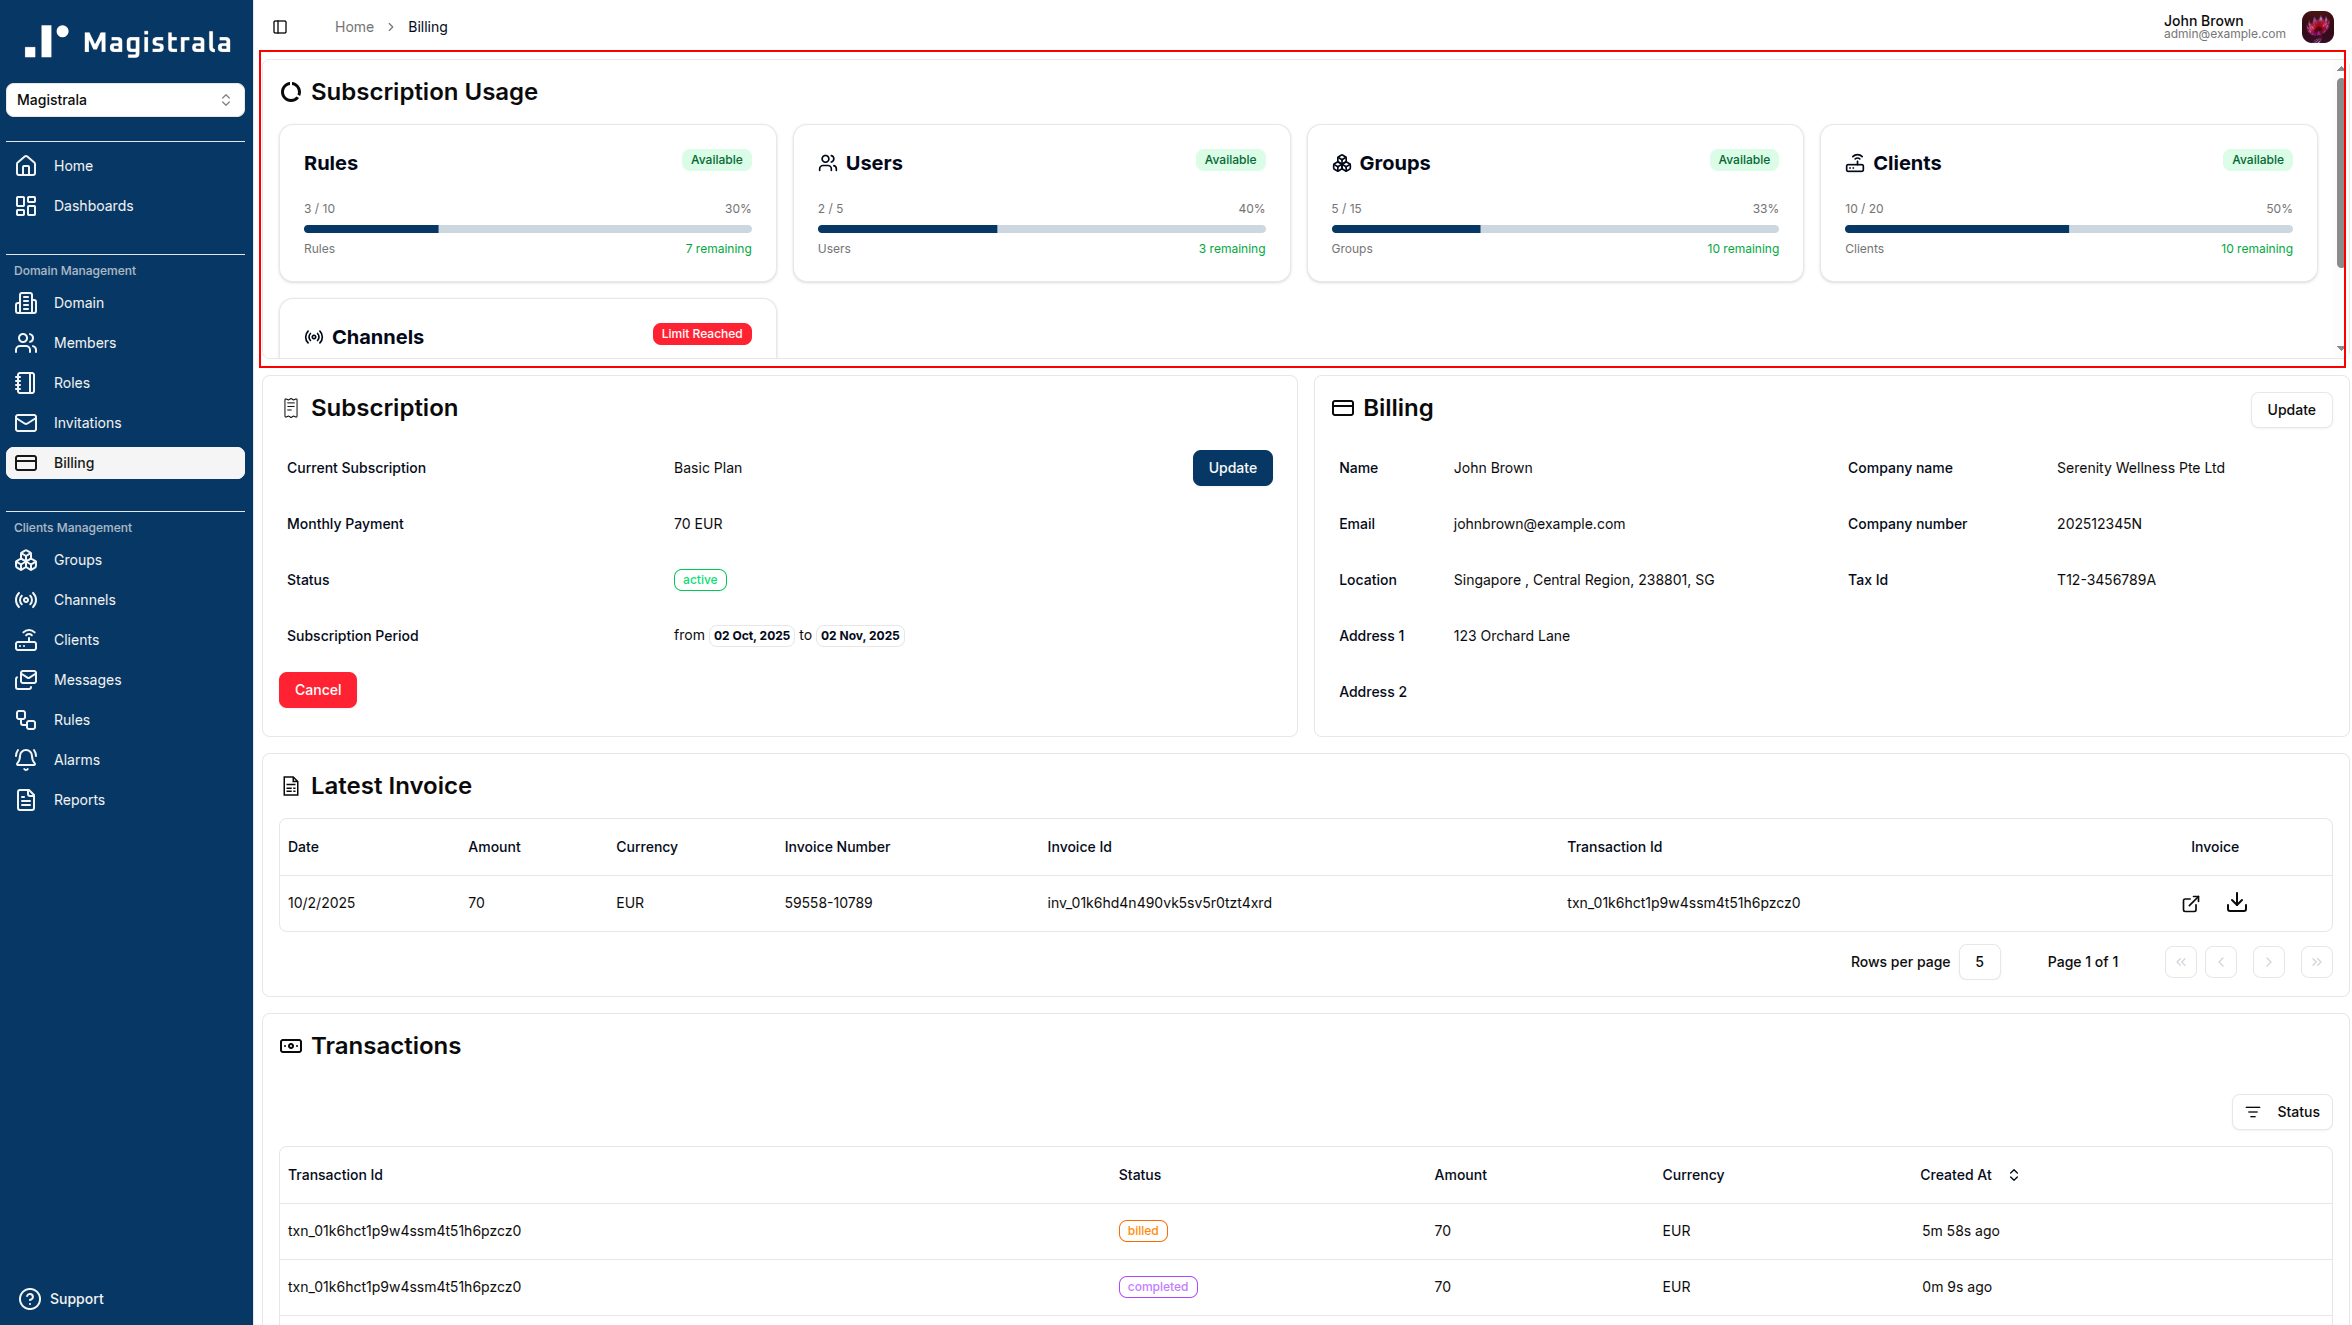 Magistrala
Magistrala
Home
Dashboards
Domain Management
Domain
Members
Roles
Invitations
Billing
Clients Management
Groups
Channels
Clients
Messages
Rules
Alarms
Reports
Support
Home > Billing
John Brown
admin@example.com
Subscription Usage
Rules Available
3 / 10 30%
Rules 7 remaining
Users Available
2 / 5 40%
Users 3 remaining
Groups Available
5 / 15 33%
Groups 10 remaining
Clients Available
10 / 20 50%
Clients 10 remaining
Channels Limit Reached
Subscription
Current Subscription Basic Plan Update
Monthly Payment 70 EUR
Status active
Subscription Period from 02 Oct, 2025 to 02 Nov, 2025
Cancel
Billing Update
Name John Brown Company name Serenity Wellness Pte Ltd
Email johnbrown@example.com Company number 202512345N
Location Singapore , Central Region, 238801, SG Tax Id T12-3456789A
Address 1 123 Orchard Lane
Address 2
Latest Invoice
Date Amount Currency Invoice Number Invoice Id Transaction Id Invoice
10/2/2025 70 EUR 59558-10789 inv_01k6hd4n490vk5sv5r0tzt4xrd txn_01k6hct1p9w4ssm4t51h6pzcz0
Rows per page 5 Page 1 of 1
Transactions
Status
Transaction Id Status Amount Currency Created At
txn_01k6hct1p9w4ssm4t51h6pzcz0 billed 70 EUR 5m 58s ago
txn_01k6hct1p9w4ssm4t51h6pzcz0 completed 70 EUR 0m 9s ago